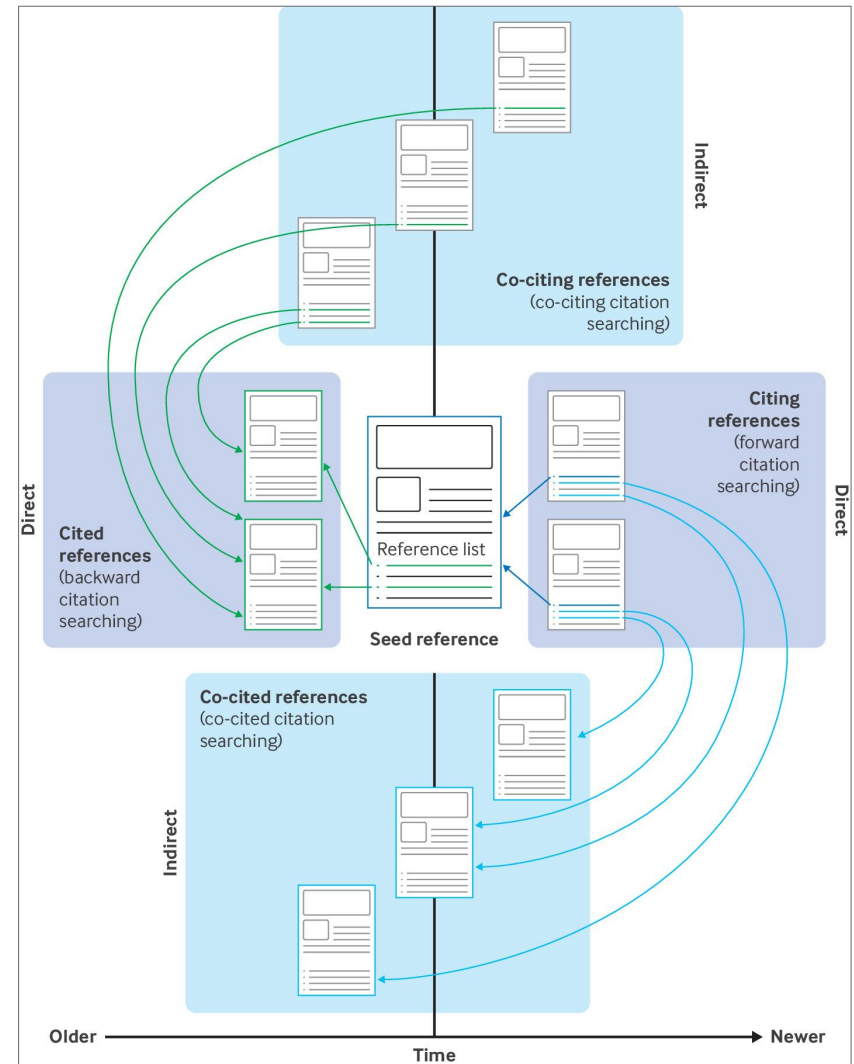 Indirect
Co-citing references
(co-citing citation
searching)
Direct
Cited
references
(backward
citation
searching)
Reference list
Seed reference
Citing
references
(forward
citation
searching)
Direct
Co-cited references
(co-cited citation
searching)
Indirect
Older
Time
Newer